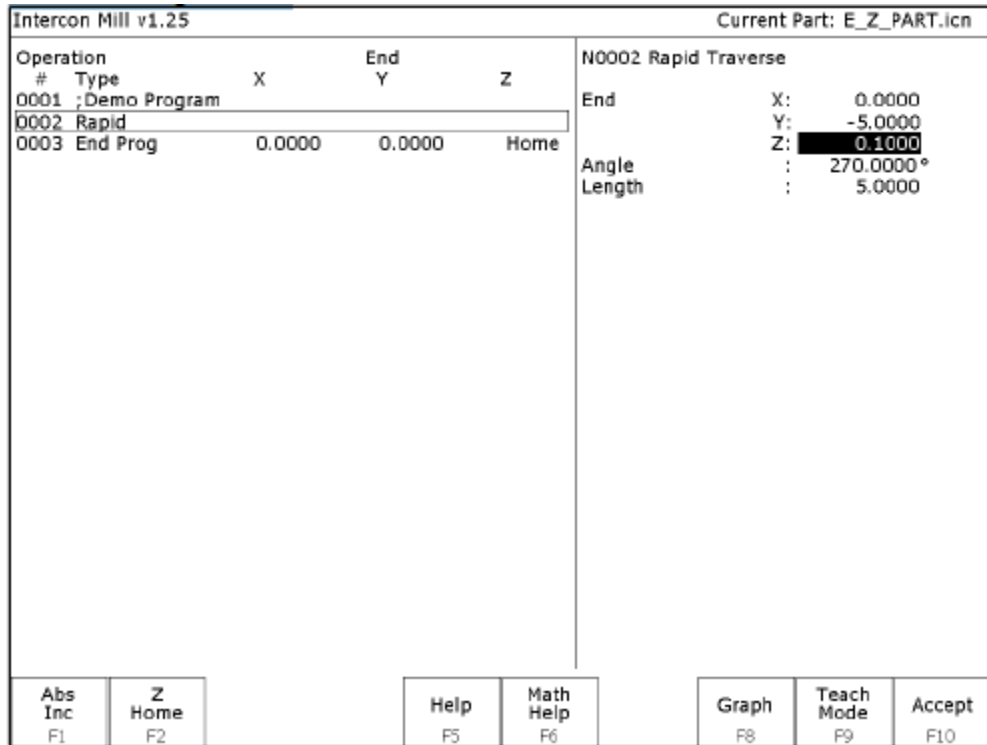 Intercon Mill v1.25 Current Part: E_Z_PART.icn
Operation End
# Type X Y Z
0001 ;Demo Program
0002 Rapid
0003 End Prog 0.0000 0.0000 Home
N0002 Rapid Traverse
End X: 0.0000
Y: -5.0000
Z: 0.1000
Angle : 270.0000°
Length : 5.0000
Abs
Inc
F1
Z
Home
F2
Help
F5
Math
Help
F6
Graph
F8
Teach
Mode
F9
Accept
F10